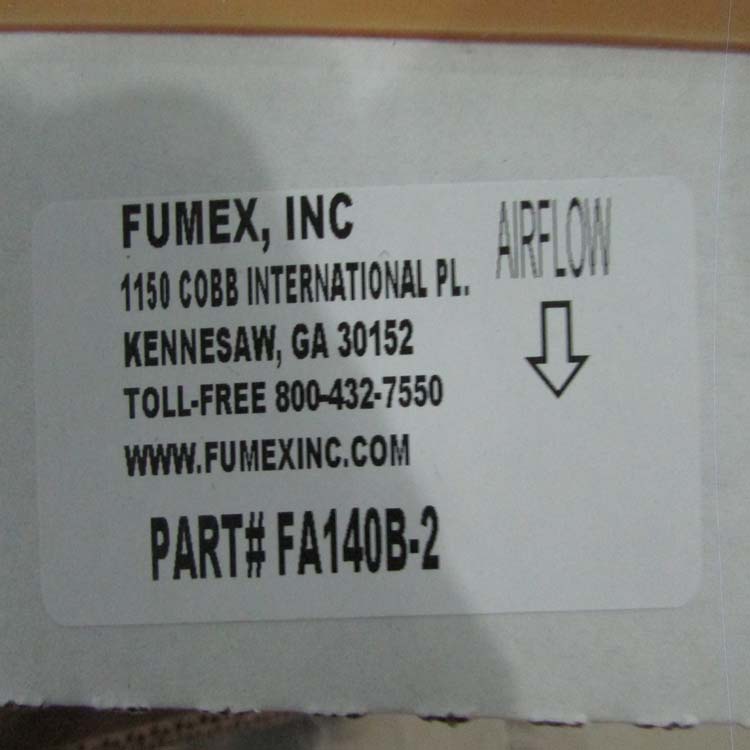 FUMEX, INC
1150 COBB INTERNATIONAL PL.
KENNESAW, GA 30152
TOLL-FREE 800-432-7550
WWW.FUMEXINC.COM
PART# FA140B-2
AIRFLOW